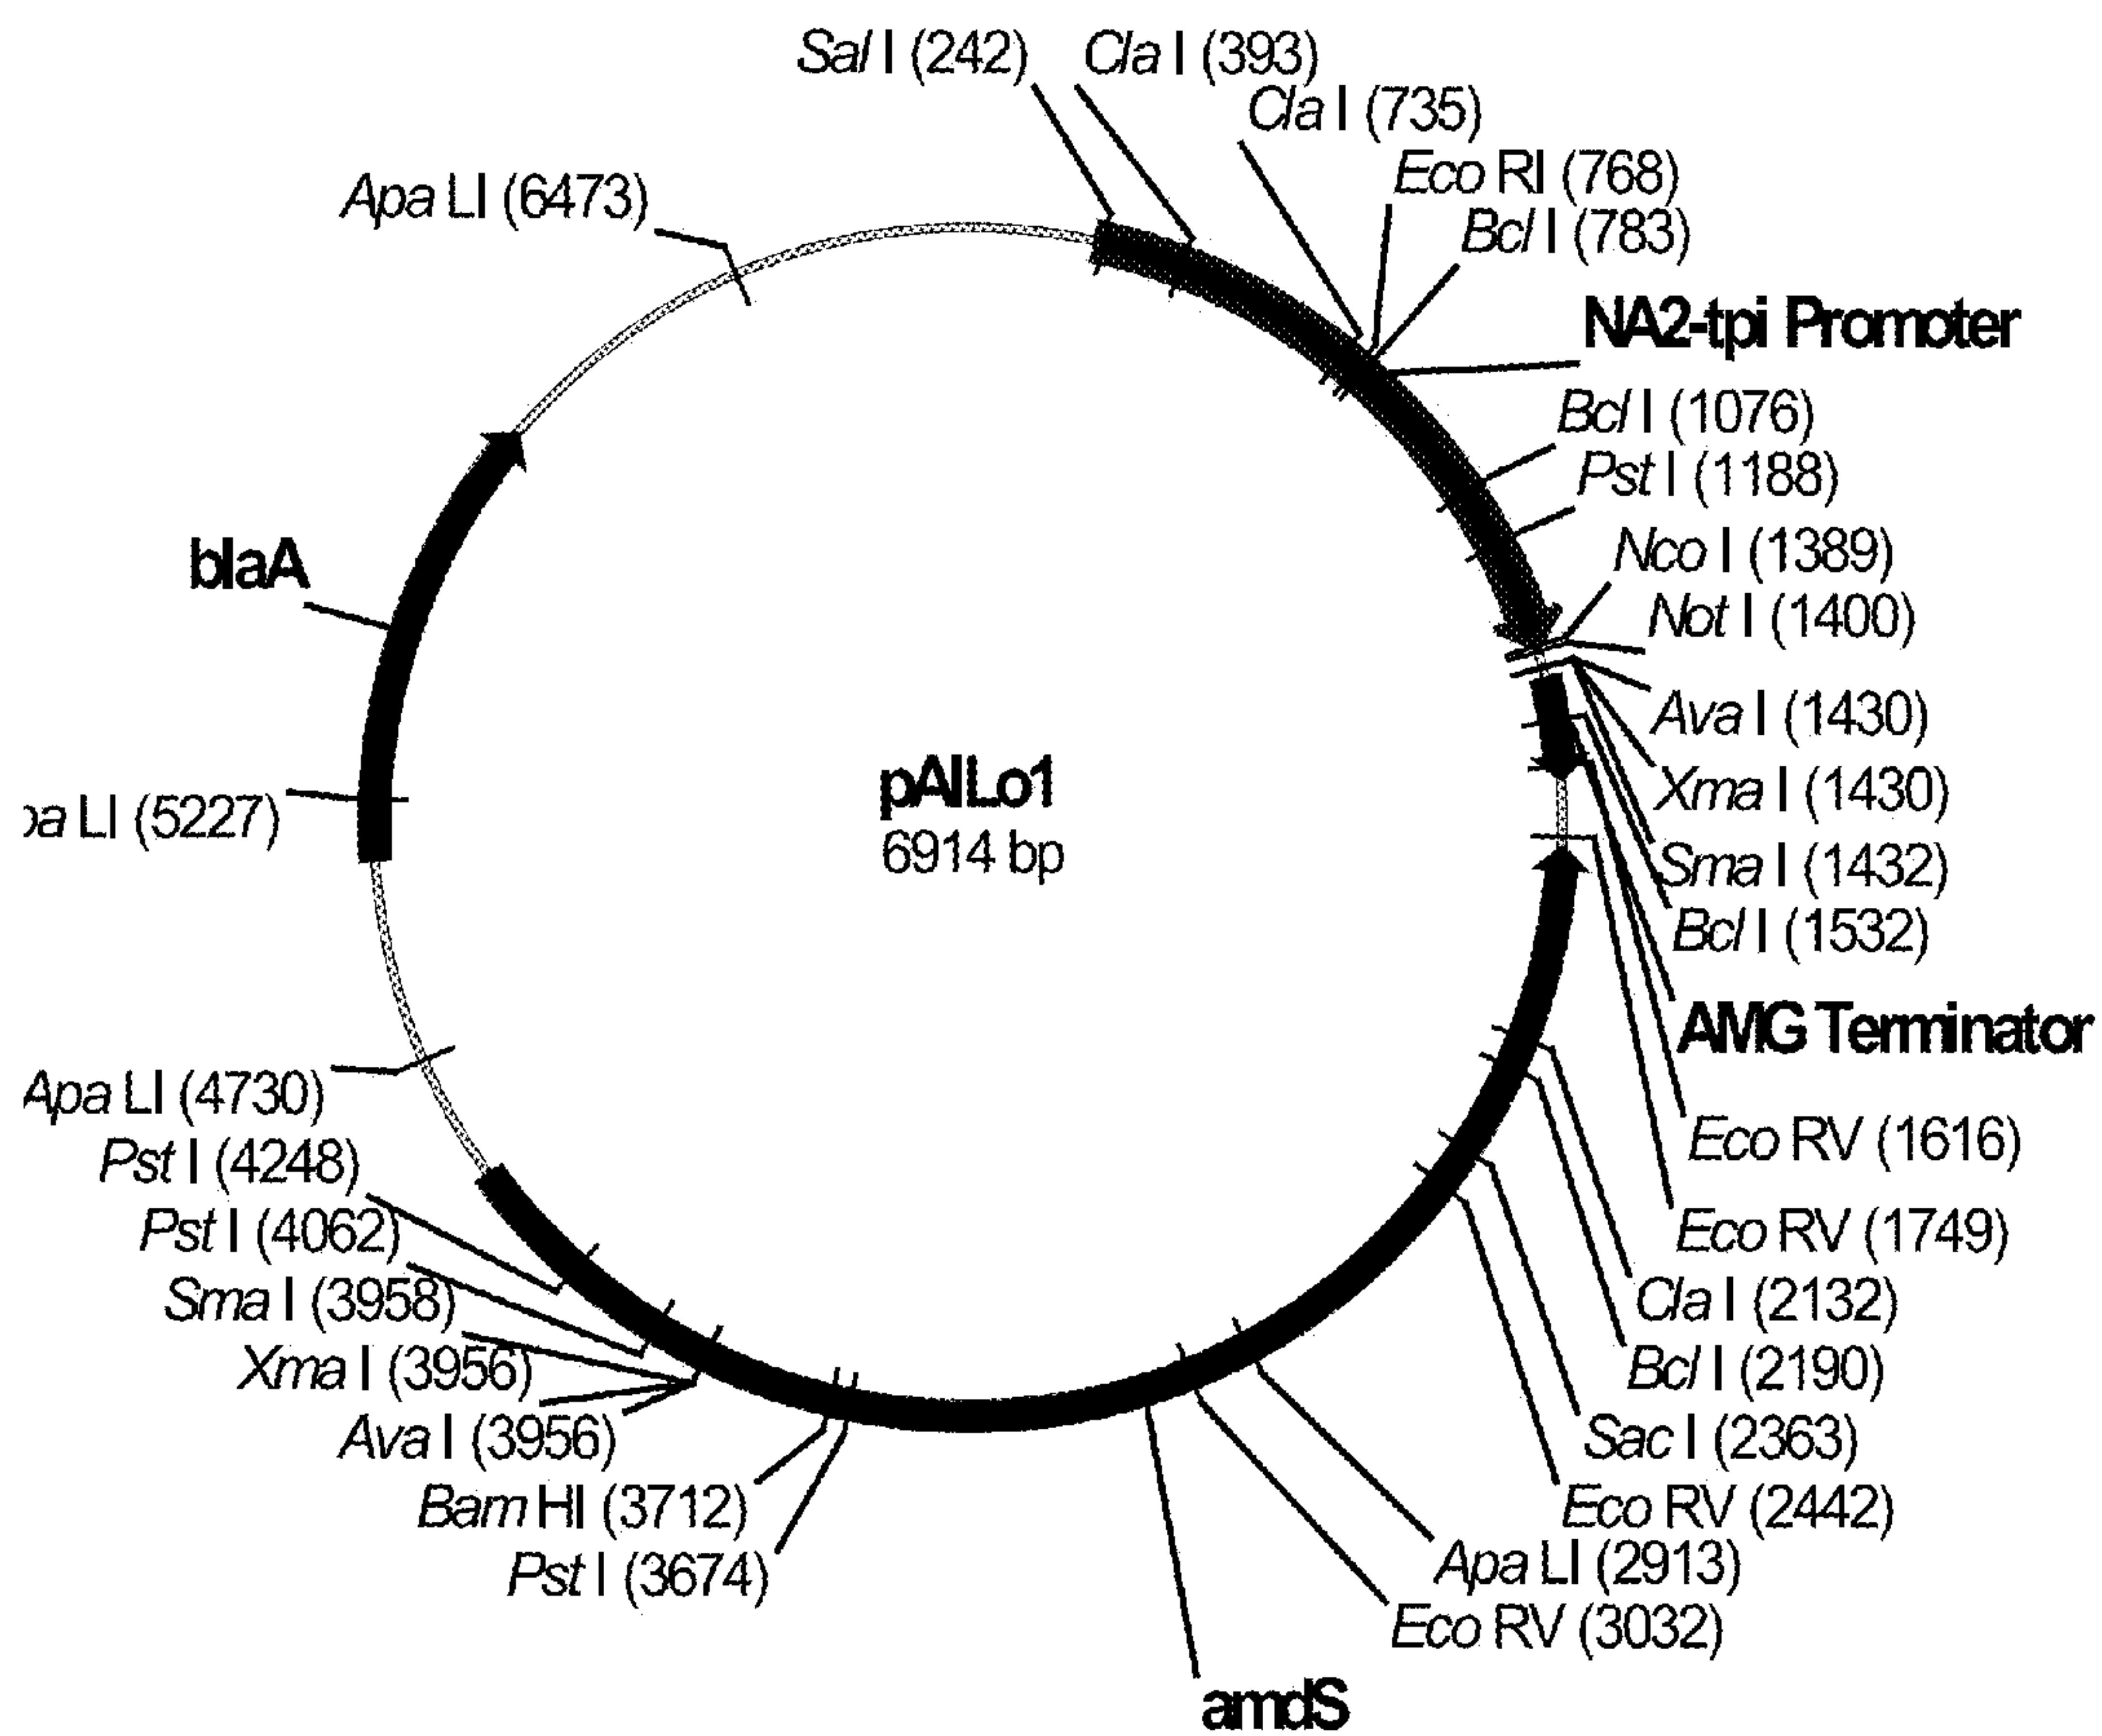 Sal I (242)
Cla I (393)
Cla I (735)
Eco RI (768)
Bcl I (783)
NA2-tpi Promoter
Bcl I (1076)
Pst I (1188)
Nco I (1389)
Not I (1400)
Ava I (1430)
Xma I (1430)
Sma I (1432)
Bcl I (1532)
AMG Terminator
Eco RV (1616)
Eco RV (1749)
Cla I (2132)
Bcl I (2190)
Sac I (2363)
Eco RV (2442)
Apa LI (2913)
Eco RV (3032)
amdS
Pst I (3674)
Bam HI (3712)
Ava I (3956)
Xma I (3956)
Sma I (3958)
Pst I (4062)
Pst I (4248)
Apa LI (4730)
pa LI (5227)
blaA
Apa LI (6473)
pAILo1
6914 bp